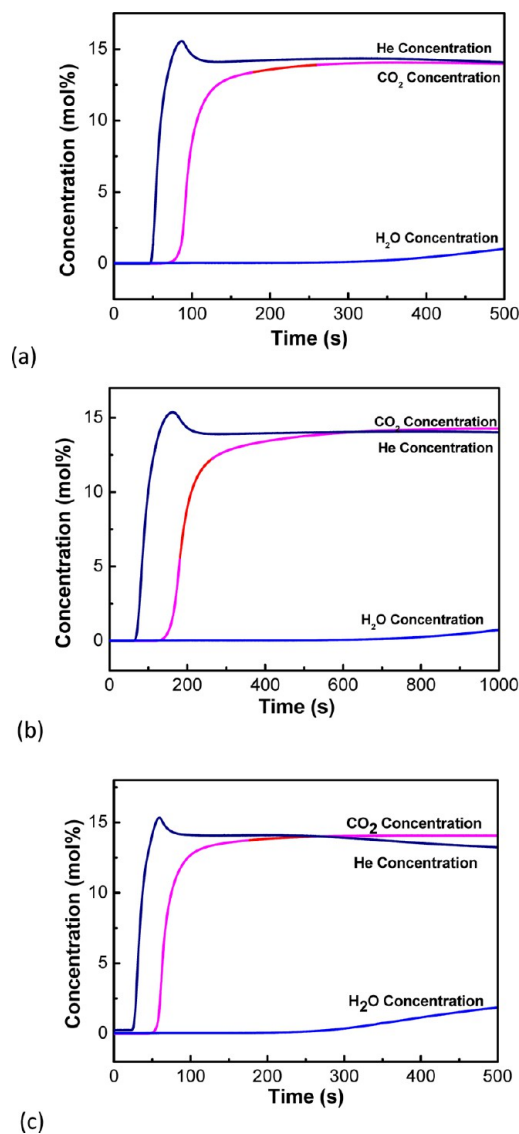 15
10
5
0
Concentration (mol%)
He Concentration
CO₂ Concentration
H₂O Concentration
0 100 200 300 400 500
Time (s)
(a)
15
10
5
0
Concentration (mol%)
CO₂ Concentration
He Concentration
H₂O Concentration
0 200 400 600 800 1000
Time (s)
(b)
15
10
5
0
Concentration (mol%)
CO2 Concentration
He Concentration
H2O Concentration
0 100 200 300 400 500
Time (s)
(c)